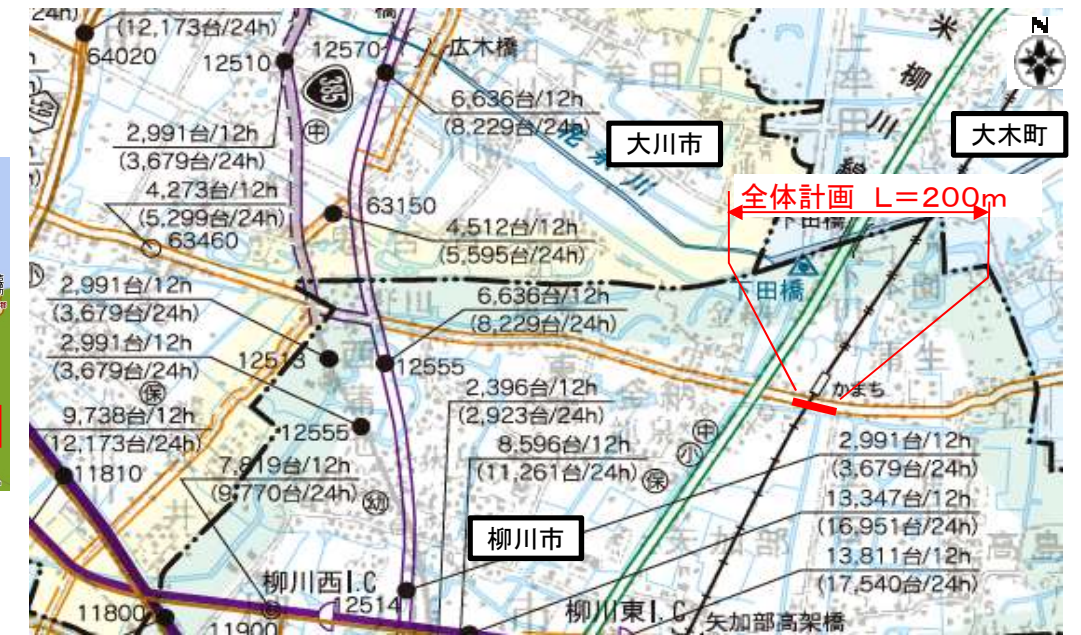 24h)
(12,173台/24h)
64020
12510
12570
橋
広木橋
385
中
6,636台/12h
(8,229台/24h)
2,991台/12h
(3,679台/24h)
4,273台/12h
(5,299台/24h)
63460
63150
4,512台/12h
(5,595台/24h)
大川市
大木町
N
全体計画 L=200m
下田橋
下田橋
2,991台/12h
(3,679台/24h)
2,991台/12h
(3,679台/24h)
6,636台/12h
(8,229台/24h)
12513
12555
保
9,738台/12h
(12,173台/24h)
11810
12555
7,819台/12h
(9,770台/24h)
幼
2,396台/12h
(2,923台/24h)
8,596台/12h
(11,261台/24h)
保
小
中
かまち
蒲生
2,991台/12h
(3,679台/24h)
13,347台/12h
(16,951台/24h)
13,811台/12h
(17,540台/24h)
柳川市
柳川西I.C
12514
11800
11900
柳川東I.C
矢加部高架橋